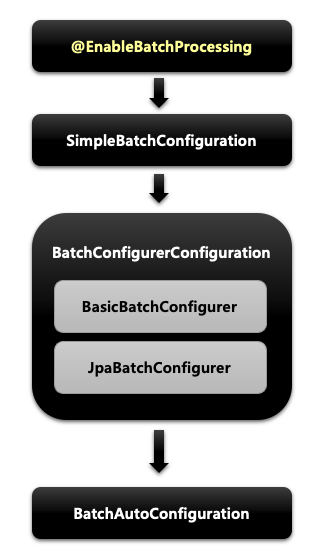 @EnableBatchProcessing
SimpleBatchConfiguration
BatchConfigurerConfiguration
BasicBatchConfigurer
JpaBatchConfigurer
BatchAutoConfiguration